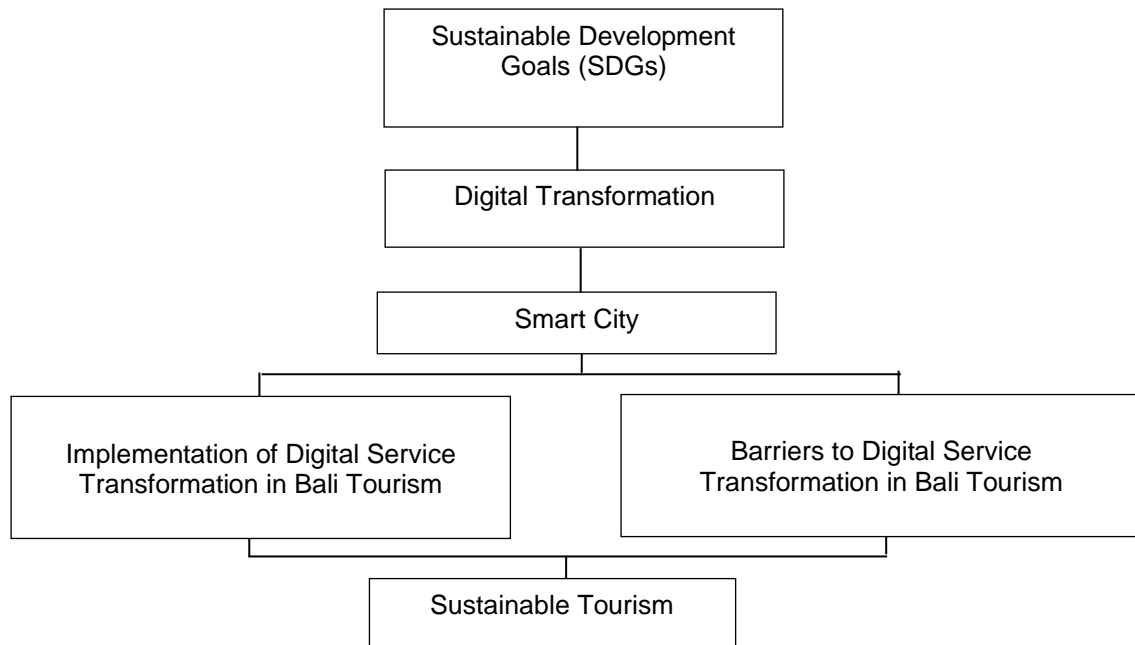 Sustainable Development
Goals (SDGs)
Digital Transformation
Smart City
Implementation of Digital Service
Transformation in Bali Tourism
Barriers to Digital Service
Transformation in Bali Tourism
Sustainable Tourism